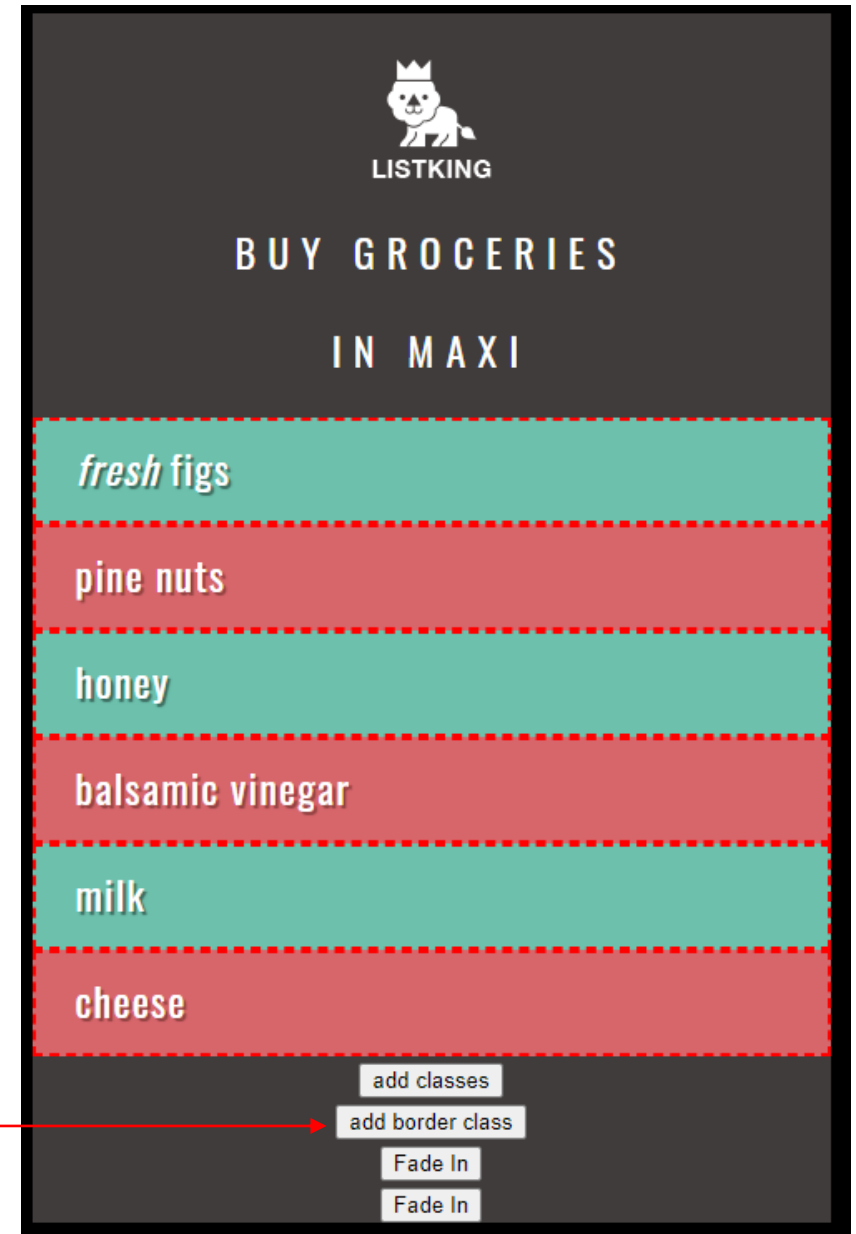 LISTKING
BUY GROCERIES
IN MAXI
fresh figs
pine nuts
honey
balsamic vinegar
milk
cheese
add classes
add border class
Fade In
Fade In